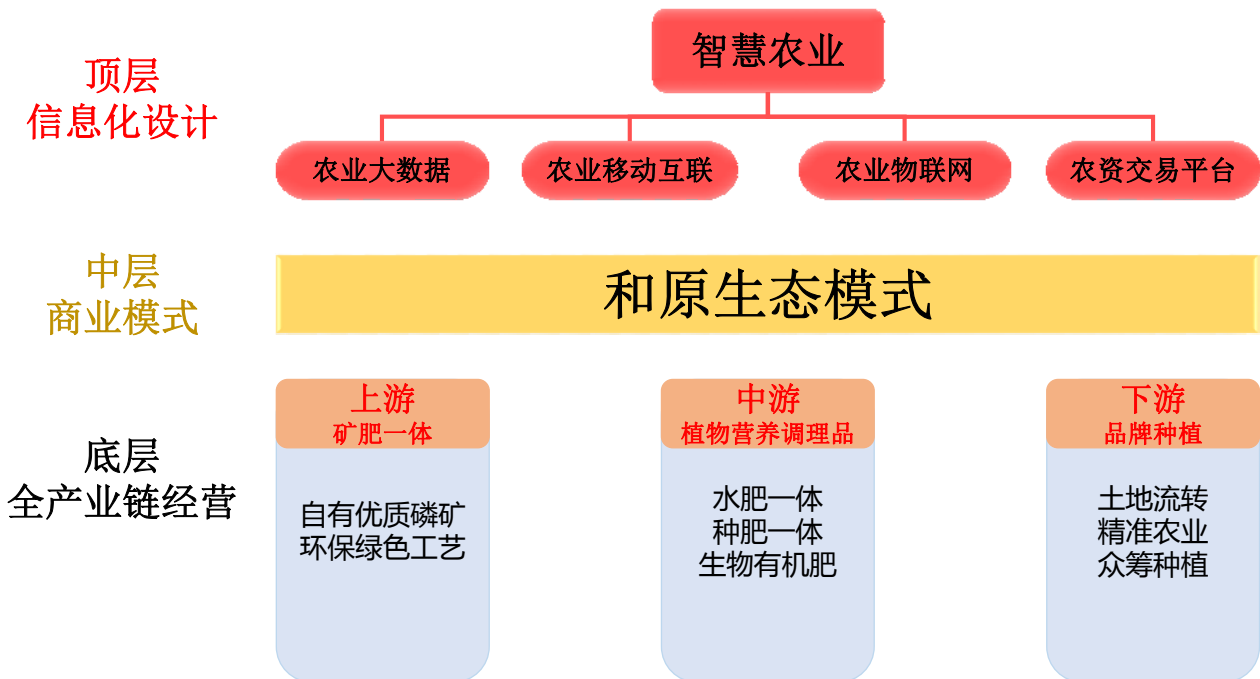 顶层
信息化设计
智慧农业
农业大数据
农业移动互联
农业物联网
农资交易平台
中层
商业模式
和原生态模式
底层
全产业链经营
上游
矿肥一体
自有优质磷矿
环保绿色工艺
中游
植物营养调理品
水肥一体
种肥一体
生物有机肥
下游
品牌种植
土地流转
精准农业
众筹种植